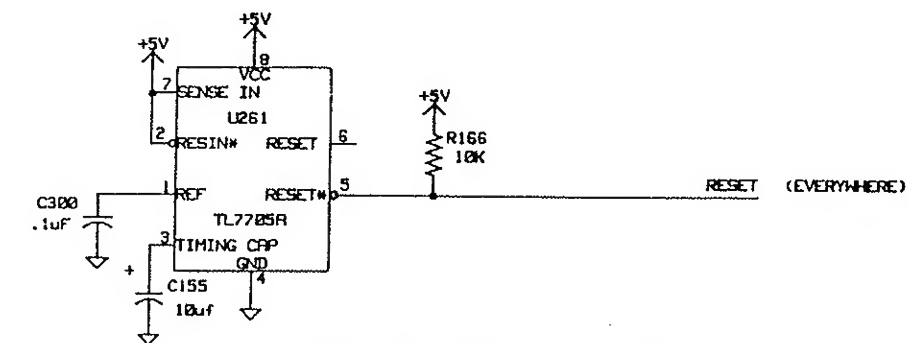 +5V
+5V
8
VCC
7 SENSE IN
U261
2 RESIN*
RESET 6
+5V
R166
10K
1 REF
RESET* 5
RESET (EVERYWHERE)
C300
.1uF
TL7705A
3 TIMING CAP
GND
4
+
C155
10uf